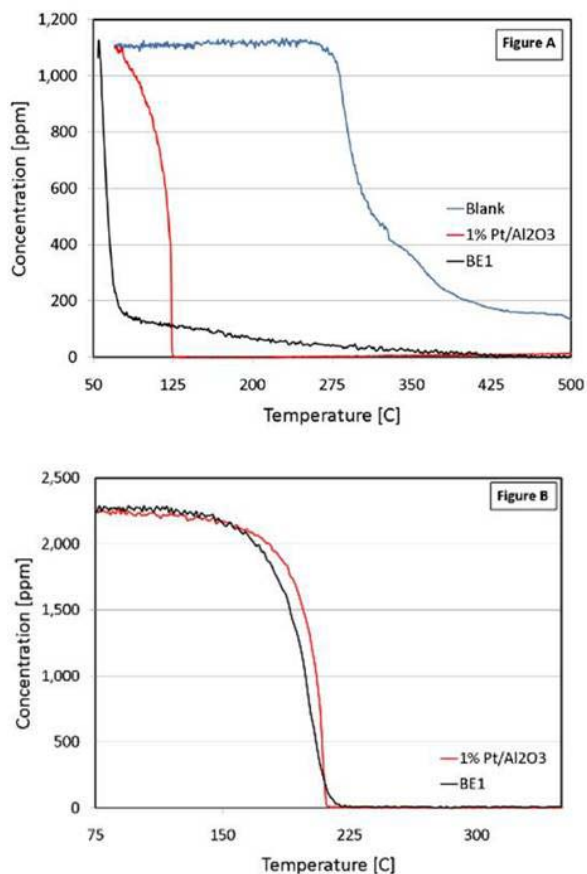 Figure A
1,200
1,000
800
600
400
200
0
Concentration [ppm]
Blank
1% Pt/Al2O3
BE1
50 125 200 275 350 425 500
Temperature [C]
Figure B
2,500
2,000
1,500
1,000
500
0
Concentration [ppm]
1% Pt/Al2O3
BE1
75 150 225 300
Temperature [C]